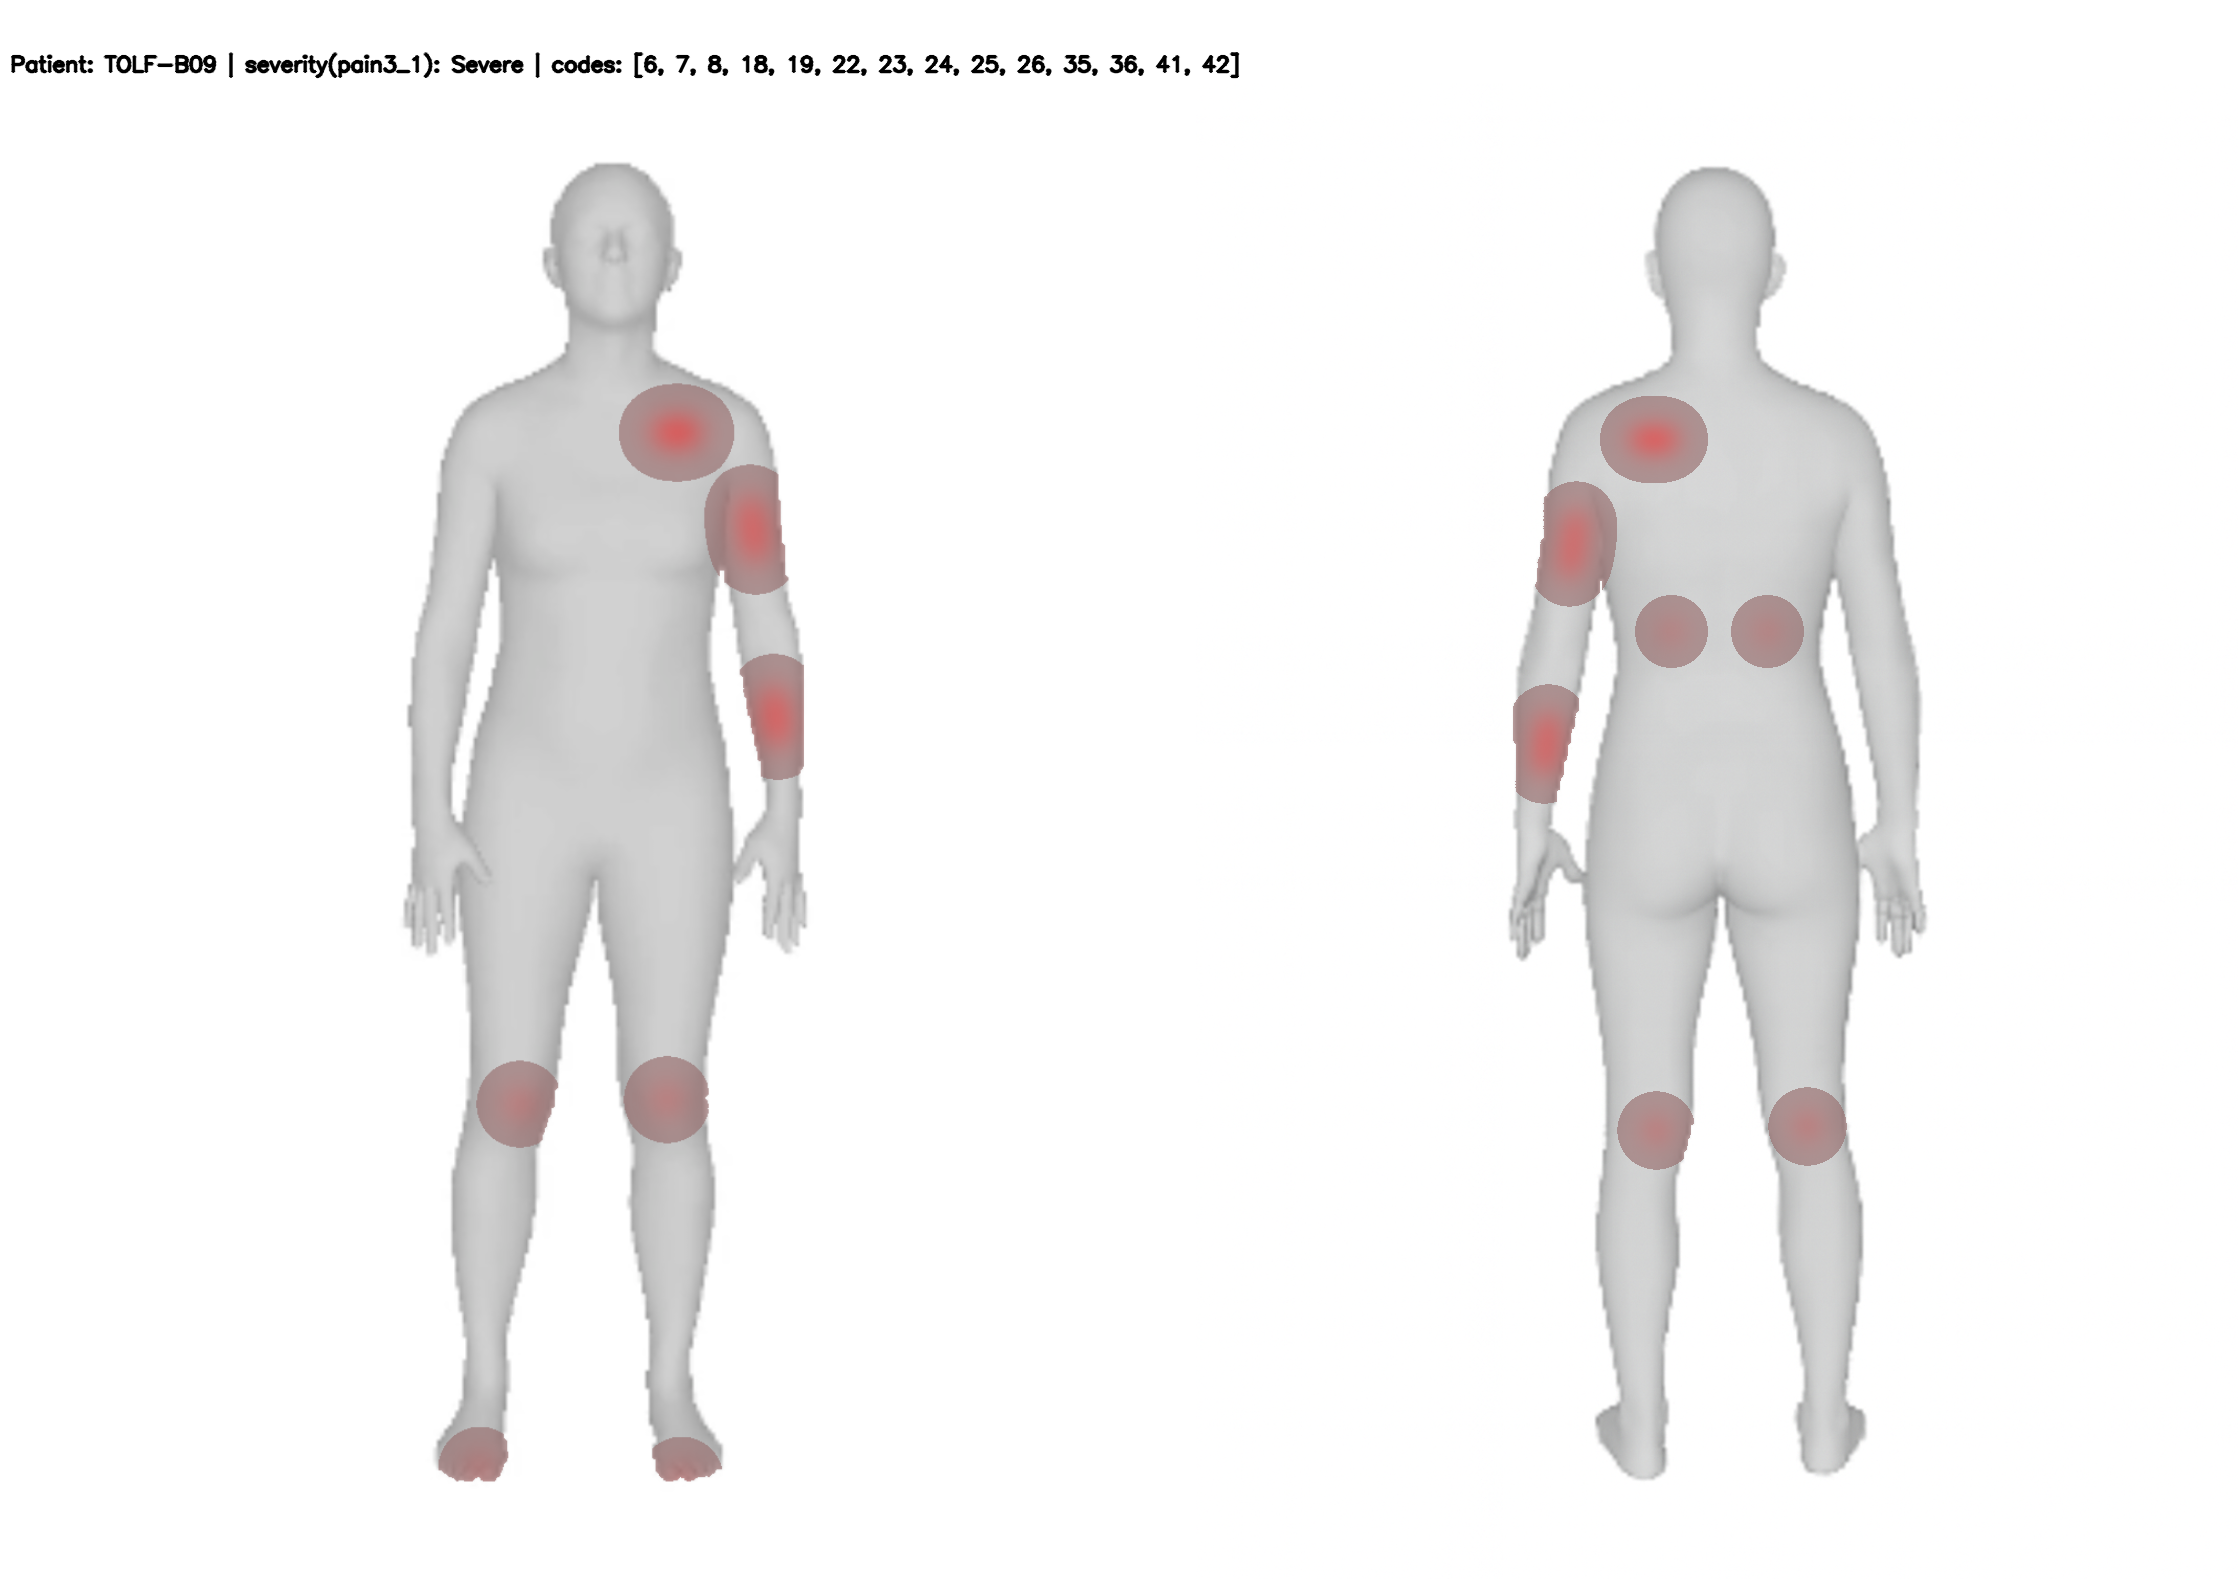 Patient: TOLF-B09 | severity(pain3_1): Severe | codes: [6, 7, 8, 18, 19, 22, 23, 24, 25, 26, 35, 36, 41, 42]